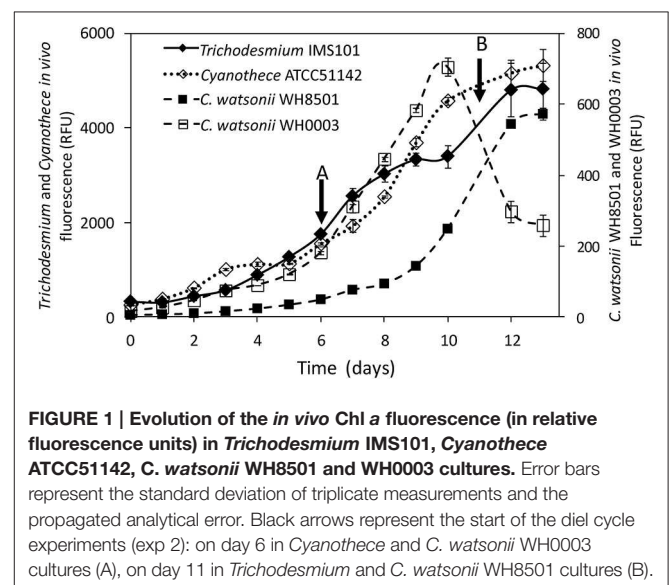 6000
4000
2000
0
800
600
400
200
0
0
2
4
6
8
10
12
Time (days)
Trichodesmium and Cyanothece in vivo
fluorescence (RFU)
C. watsonii WH8501 and WH0003 in vivo
Fluorescence (RFU)
Trichodesmium IMS101
Cyanothece ATCC51142
C. watsonii WH8501
C. watsonii WH0003
A
B
FIGURE 1 | Evolution of the in vivo Chl a fluorescence (in relative
fluorescence units) in Trichodesmium IMS101, Cyanothece
ATCC51142, C. watsonii WH8501 and WH0003 cultures. Error bars
represent the standard deviation of triplicate measurements and the
propagated analytical error. Black arrows represent the start of the diel cycle
experiments (exp 2): on day 6 in Cyanothece and C. watsonii WH0003
cultures (A), on day 11 in Trichodesmium and C. watsonii WH8501 cultures (B).